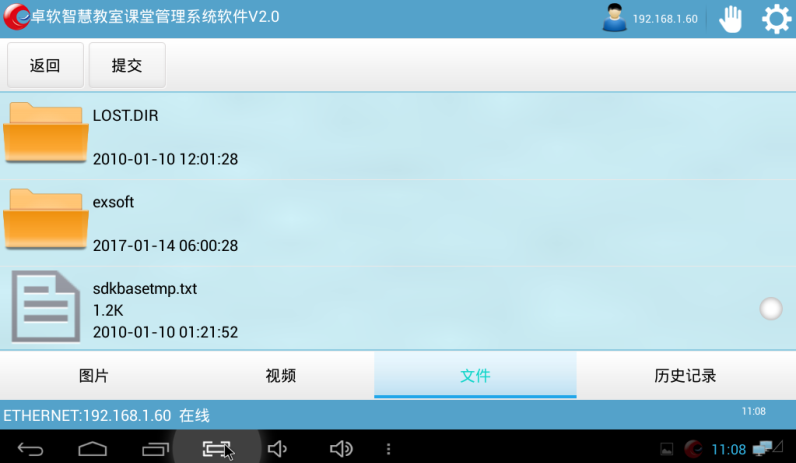 卓软智慧教室课堂管理系统软件V2.0
192.168.1.60
返回 提交
LOST.DIR
2010-01-10 12:01:28
exsoft
2017-01-14 06:00:28
sdkbasetmp.txt
1.2K
2010-01-10 01:21:52
图片 视频 文件 历史记录
ETHERNET:192.168.1.60 在线 11:08
11:08